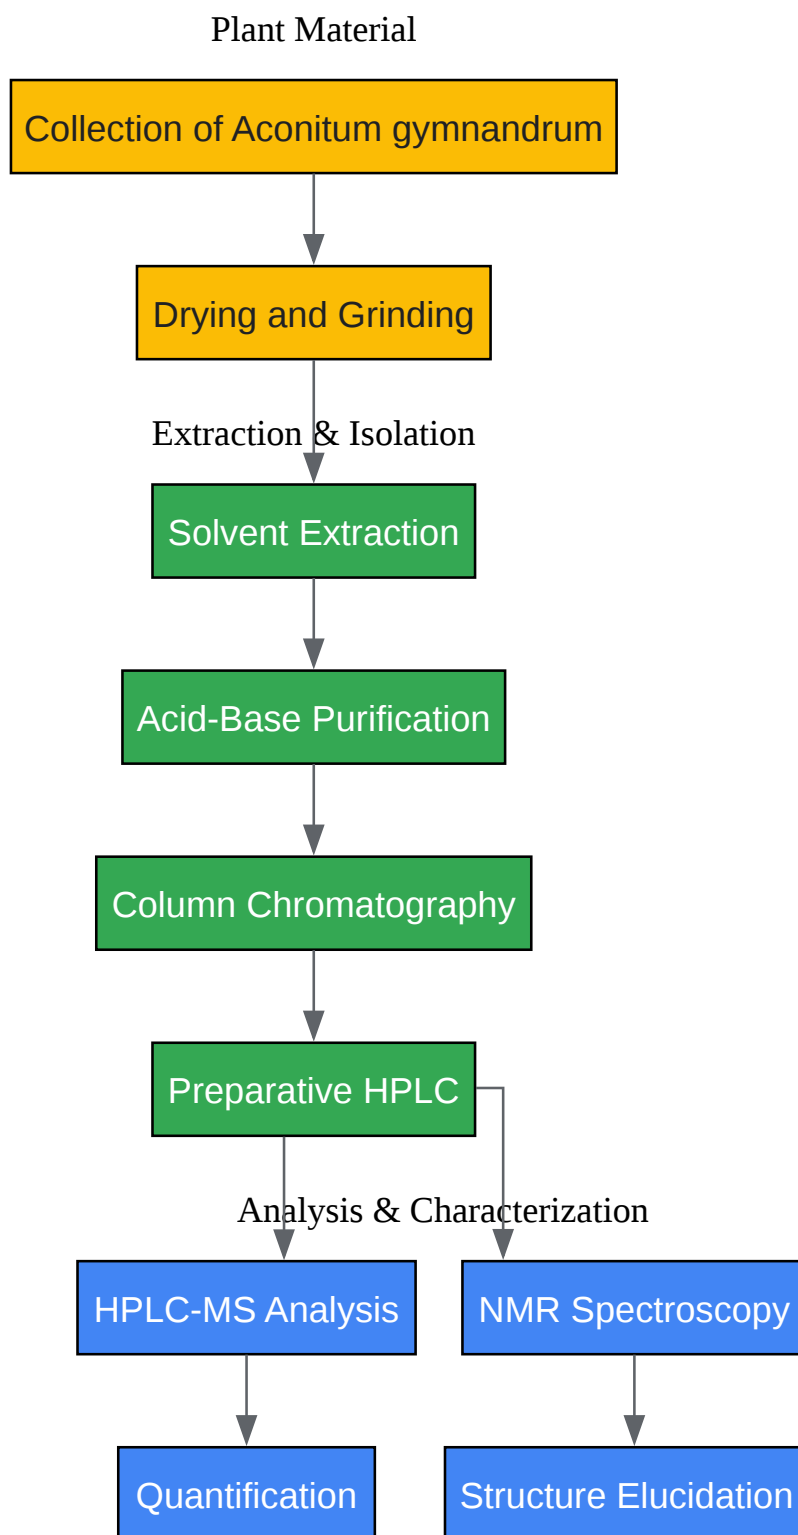 Plant Material
Collection of Aconitum gymnandrum
Drying and Grinding
Extraction & Isolation
Solvent Extraction
Acid-Base Purification
Column Chromatography
Preparative HPLC
Analysis & Characterization
HPLC-MS Analysis
NMR Spectroscopy
Quantification
Structure Elucidation